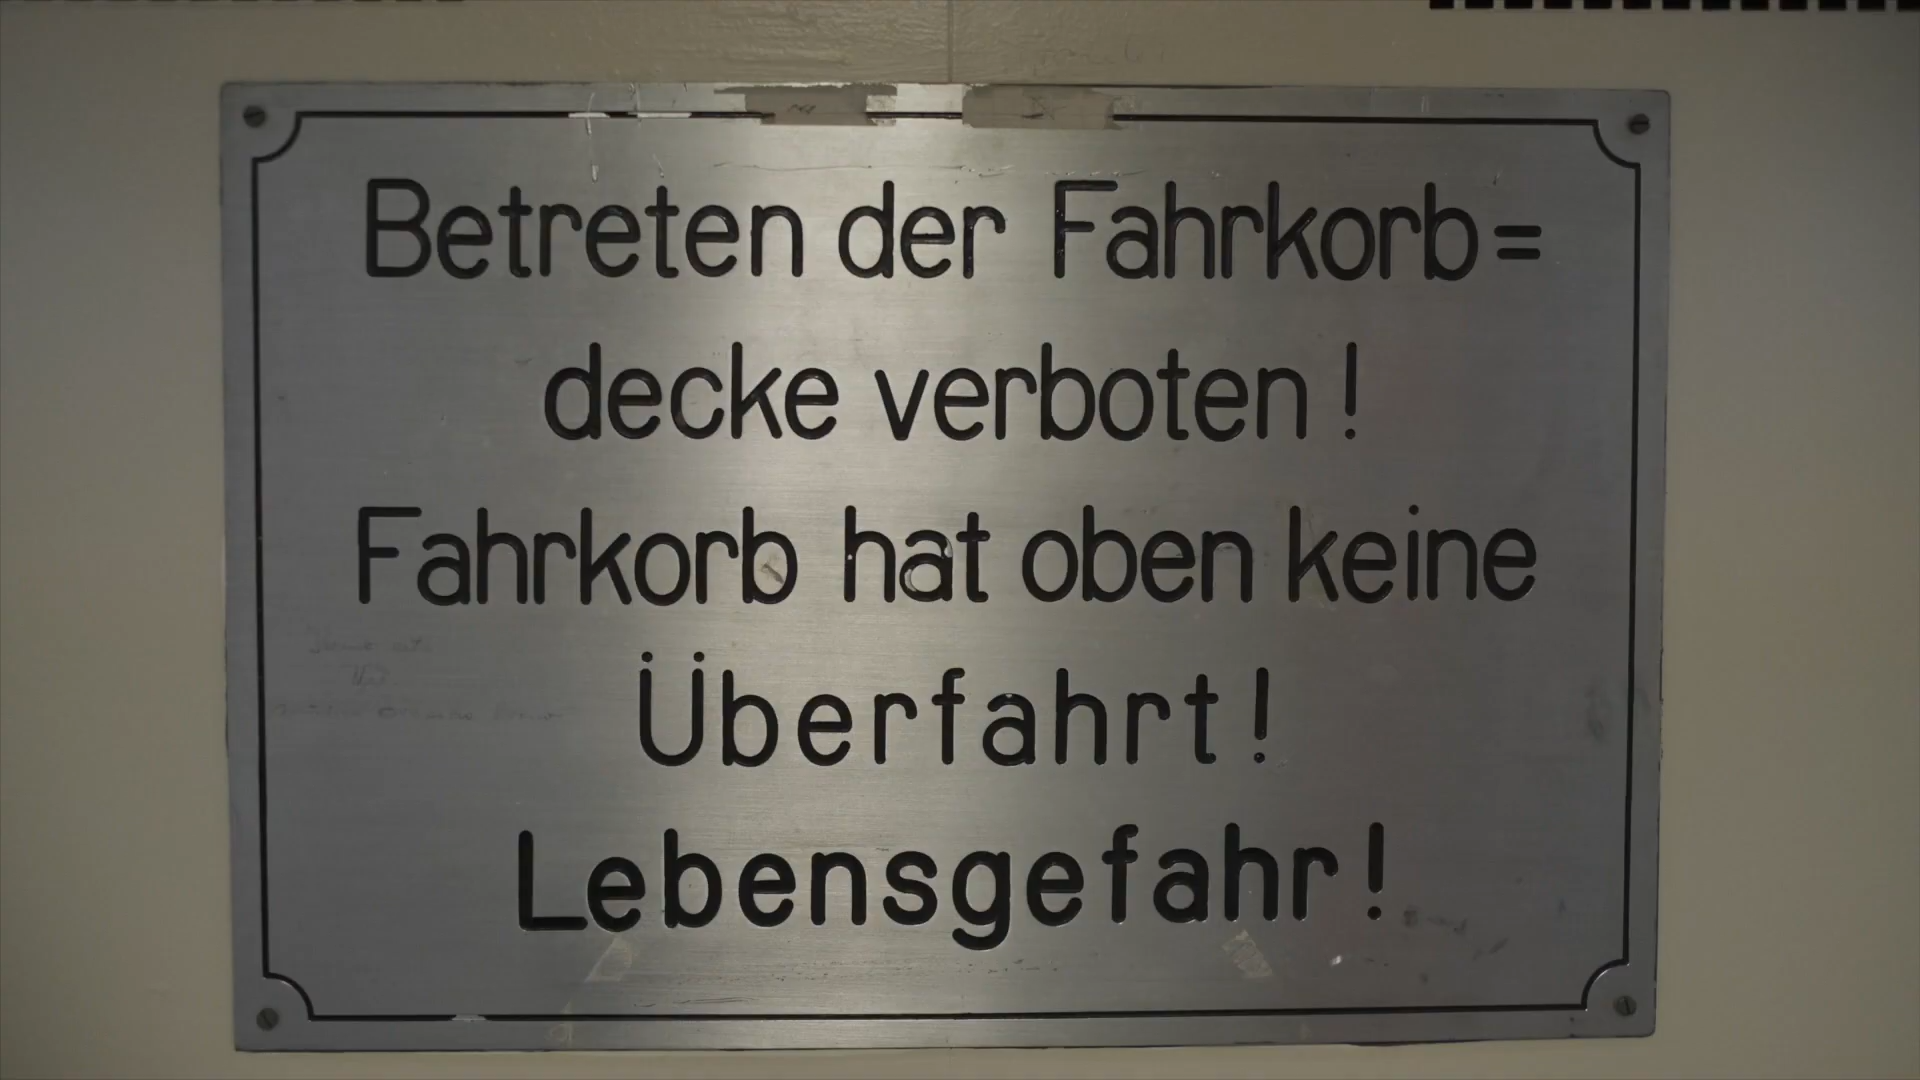 Betreten der Fahrkorb=
decke verboten !
Fahrkorb hat oben keine
Überfahrt !
Lebensgefahr !